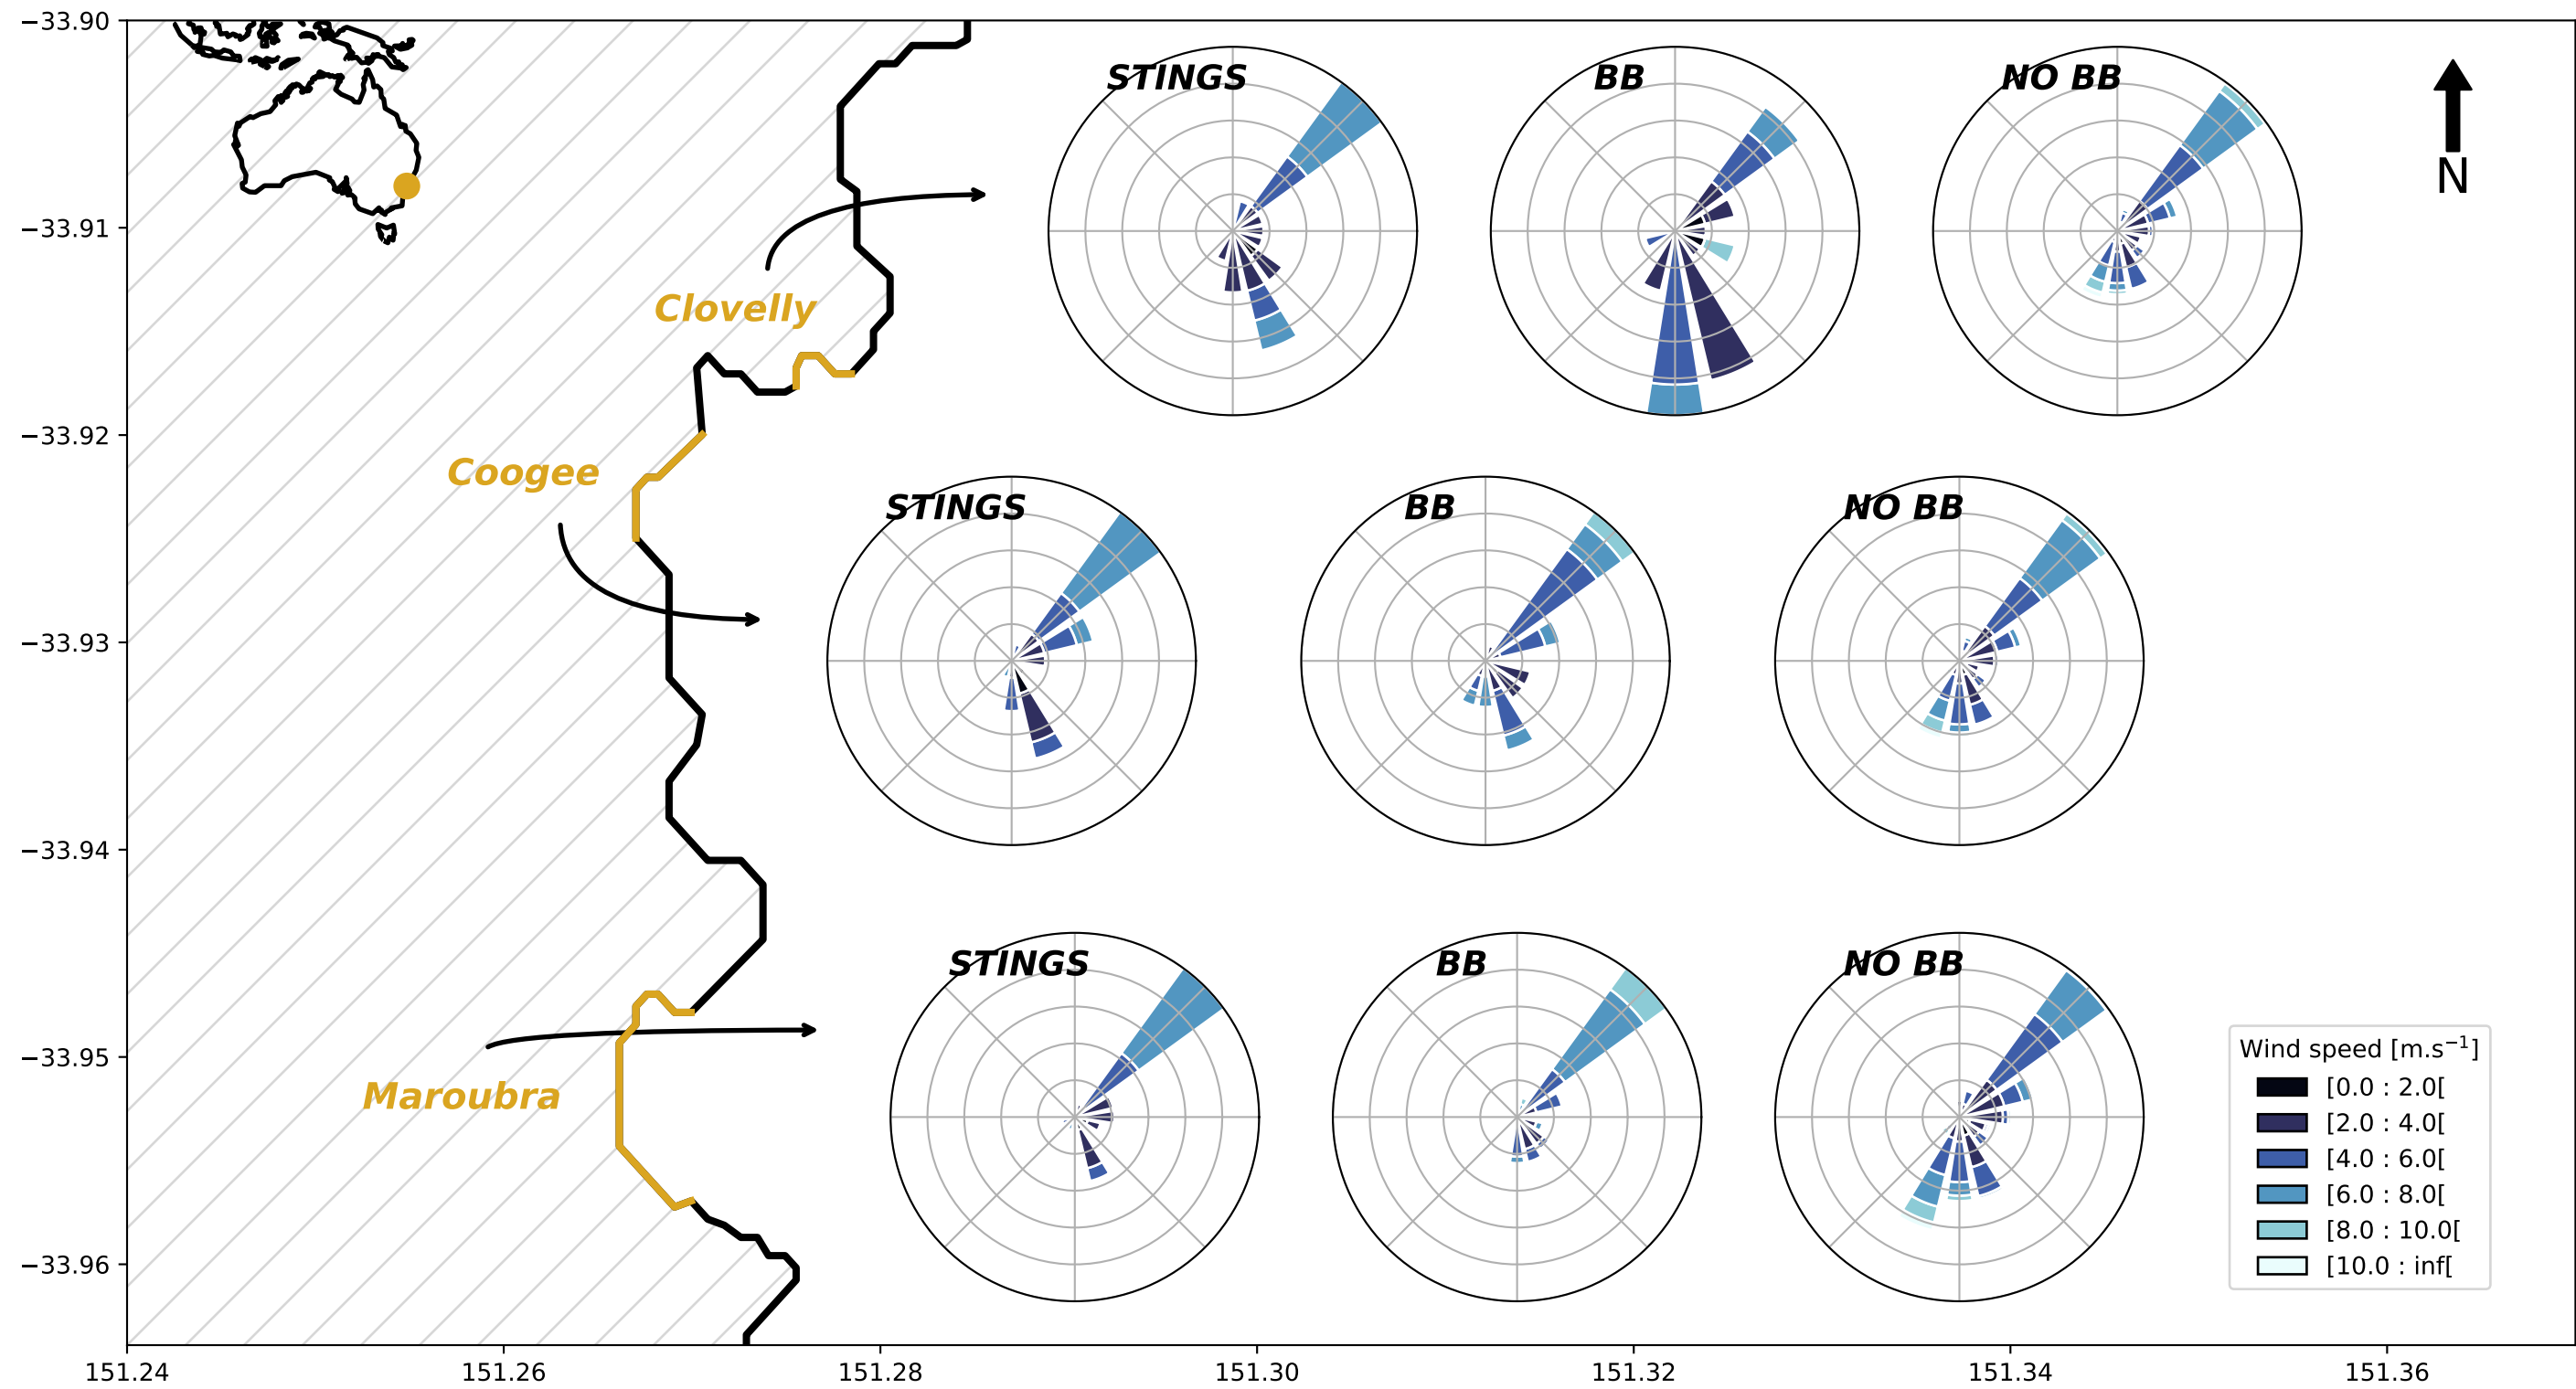 −33.90
STINGS
BB
NO BB
N
−33.91
Clovelly
−33.92
Coogee
STINGS
BB
NO BB
−33.93
−33.94
STINGS
BB
NO BB
−33.95
Maroubra
Wind speed [m.s⁻¹]
[0.0 : 2.0[
[2.0 : 4.0[
[4.0 : 6.0[
[6.0 : 8.0[
[8.0 : 10.0[
[10.0 : inf[
−33.96
151.24
151.26
151.28
151.30
151.32
151.34
151.36